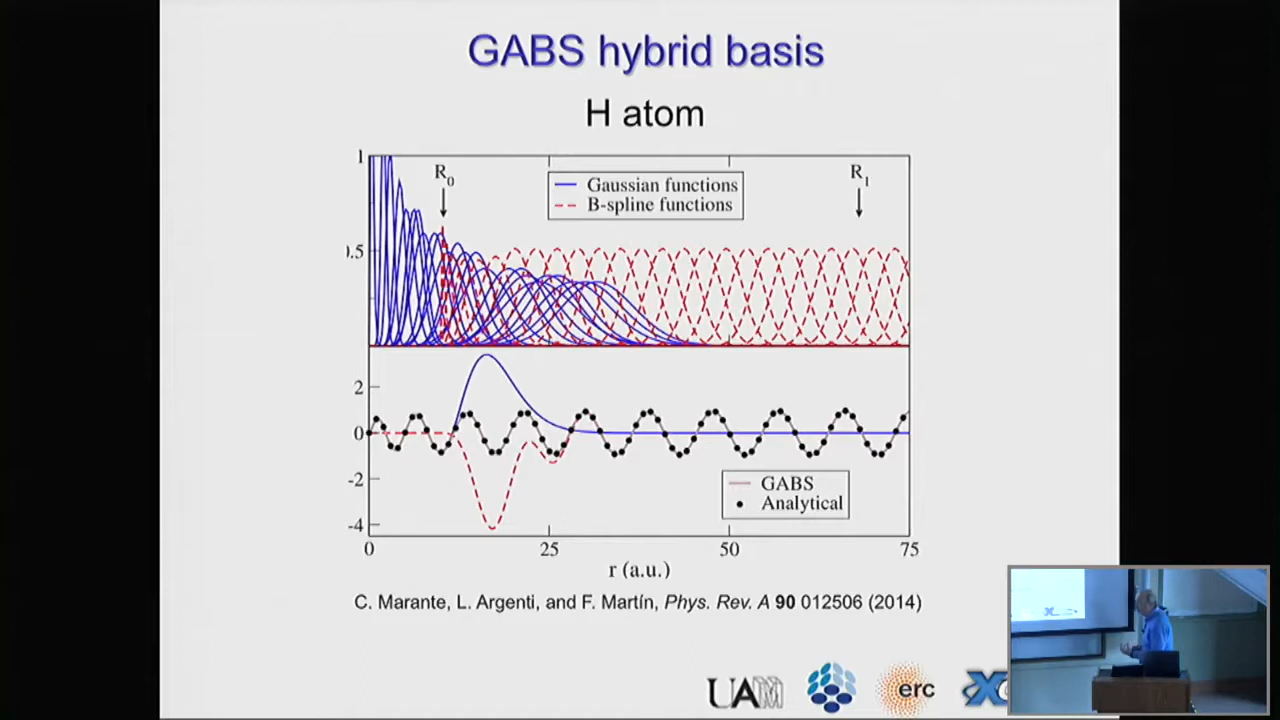 GABS hybrid basis
H atom
1
R0
R1
Gaussian functions
B-spline functions
).5
2
0
-2
-4
GABS
Analytical
0 25 50 75
r (a.u.)
C. Marante, L. Argenti, and F. Martín, Phys. Rev. A 90 012506 (2014)
UAM
erc
X